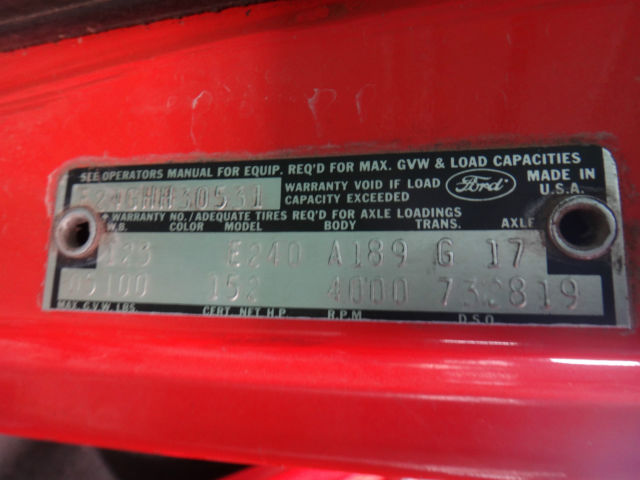 SEE OPERATORS MANUAL FOR EQUIP. REQ'D FOR MAX. GVW & LOAD CAPACITIES
WARRANTY VOID IF LOAD CAPACITY EXCEEDED
Ford
MADE IN U.S.A.
WARRANTY NO./ADEQUATE TIRES REQ'D FOR AXLE LOADINGS
W.B. COLOR MODEL BODY TRANS. AXLE
E240 A189 G 17
05100 152 4000 732819
MAX. G.V.W. LBS. CERT. NET H.P. R.P.M. D.S.O.